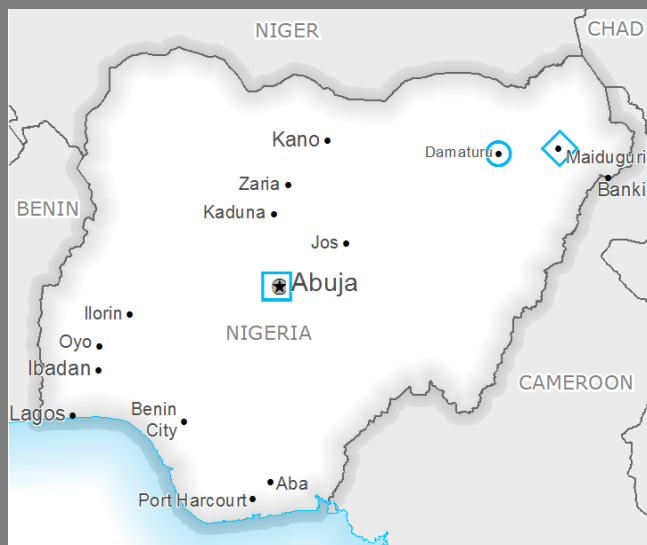 NIGER
CHAD
Kano
Damaturu
Maiduguri
Banki
Zaria
BENIN
Kaduna
Jos
Abuja
Ilorin
NIGERIA
Oyo
Ibadan
CAMEROON
Lagos
Benin
City
Aba
Port Harcourt